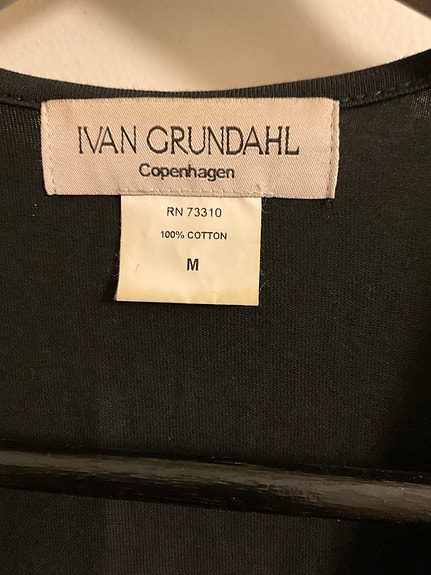 IVAN GRUNDAHL
Copenhagen
RN 73310
100% COTTON
M